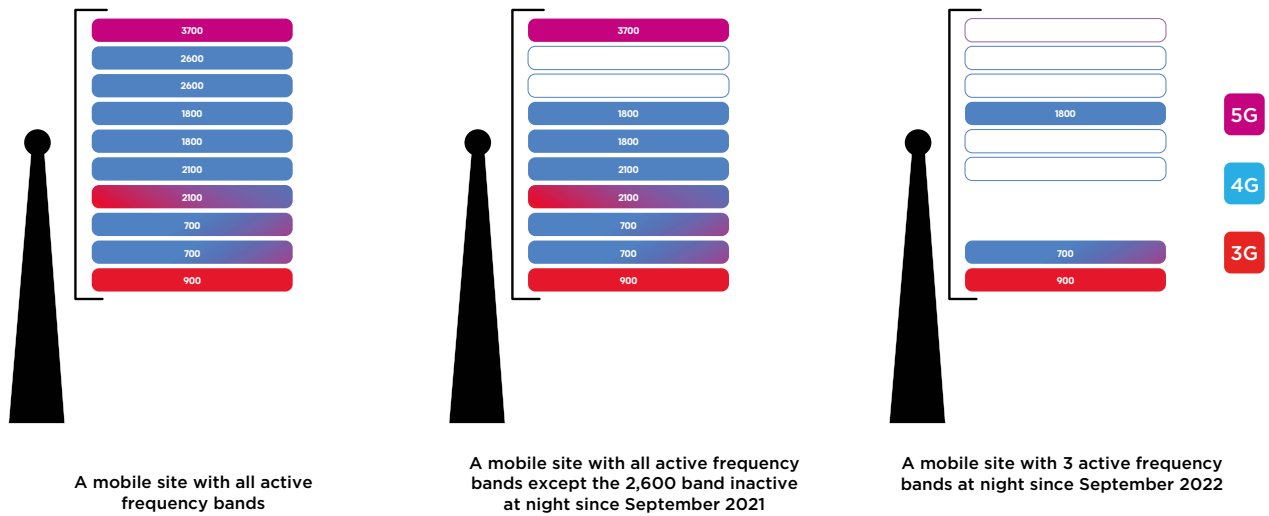 3700
2600
2600
1800
1800
2100
2100
700
700
900
A mobile site with all active
frequency bands
3700
1800
1800
2100
2100
700
700
900
A mobile site with all active frequency
bands except the 2,600 band inactive
at night since September 2021
1800
700
900
A mobile site with 3 active frequency
bands at night since September 2022
5G
4G
3G